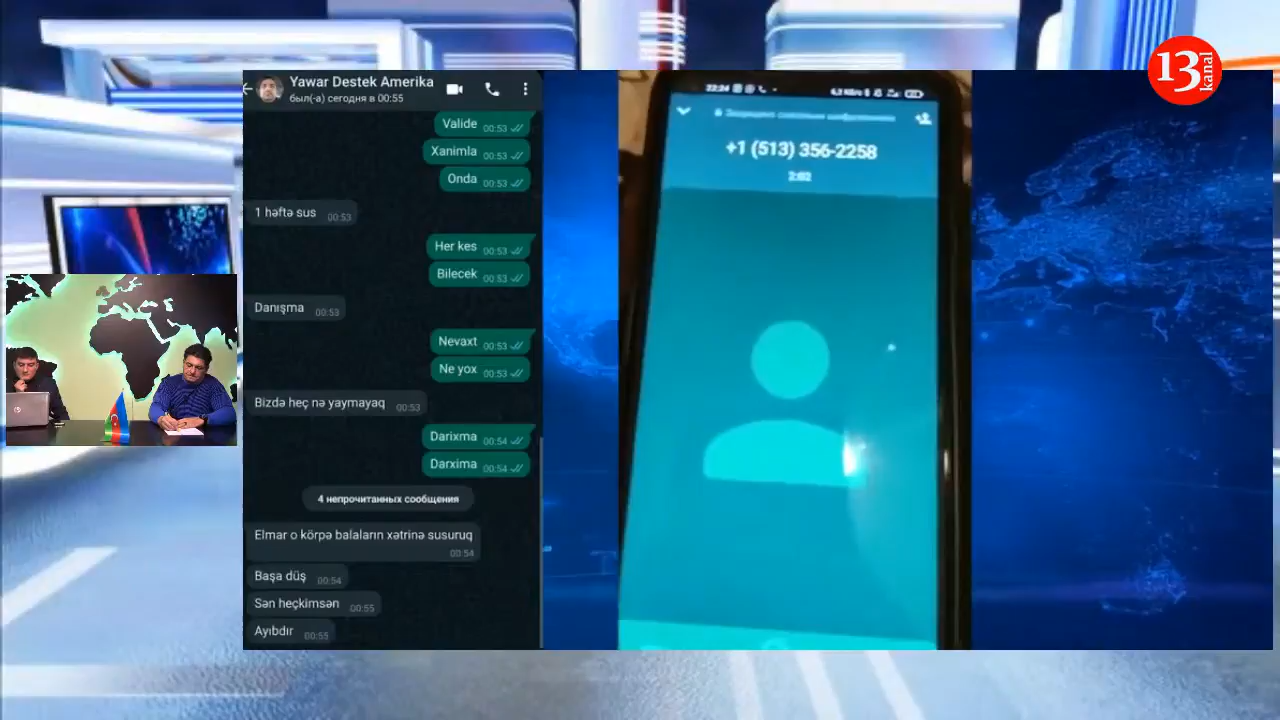 13 kanal
Yawar Destek Amerika
был(-а) сегодня в 00:55
Valide 00:53
Xanimla 00:53
Onda 00:53
1 həftə sus 00:53
Her kes 00:53
Bilecek 00:53
Danışma 00:53
Nevaxt 00:53
Ne yox 00:53
Bizdə heç nə yaymayaq 00:53
Darixma 00:54
Darxima 00:54
4 непрочитанных сообщения
Elmar o körpə balaların xətrinə susuruq
00:54
Başa düş 00:54
Sən heçkimsən 00:55
Ayıbdır 00:55
22:24
+1 (513) 356-2258
2:02